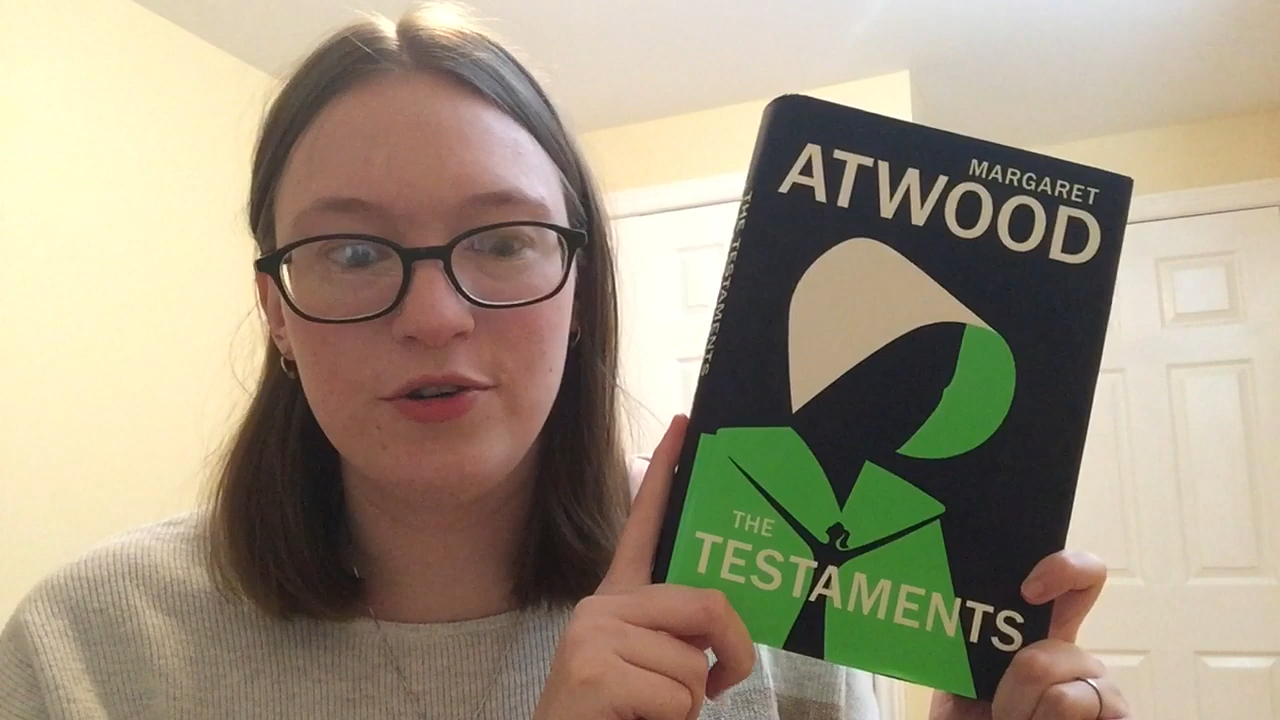 MARGARET
ATWOOD
THE
TESTAMENTS
THE TESTAMENTS